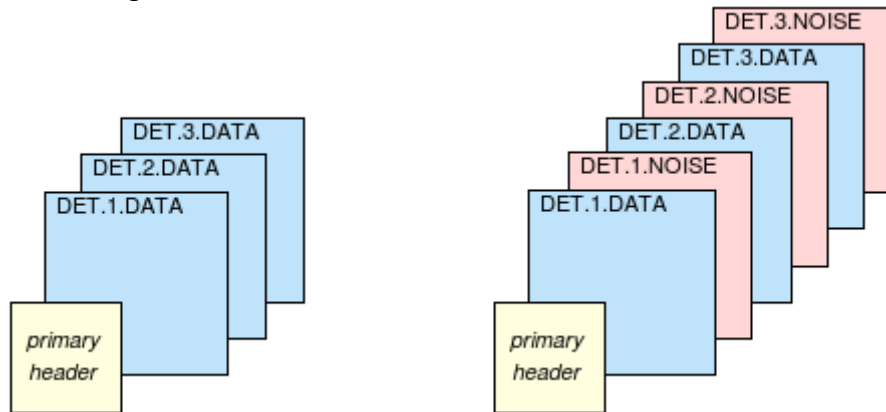 DET.3.DATA
DET.2.DATA
DET.1.DATA
primary
header
DET.3.NOISE
DET.3.DATA
DET.2.NOISE
DET.2.DATA
DET.1.NOISE
DET.1.DATA
primary
header